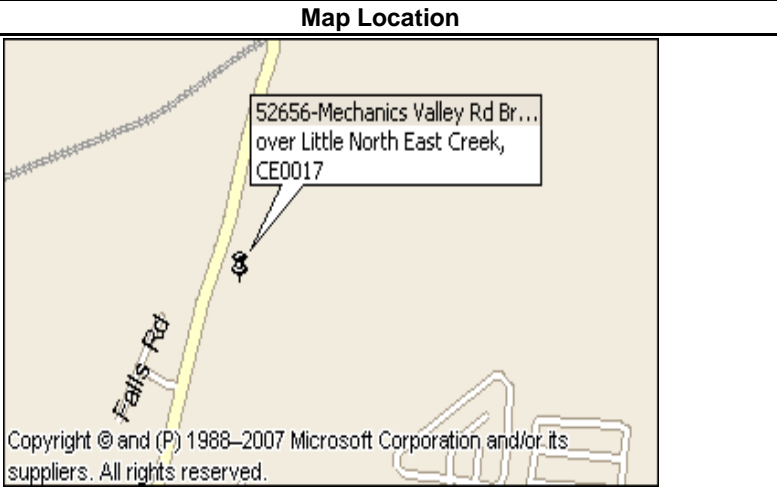 Map Location
52656-Mechanics Valley Rd Br...
over Little North East Creek,
CE0017
Falls Rd
Copyright © and (P) 1988–2007 Microsoft Corporation and/or its
suppliers. All rights reserved.